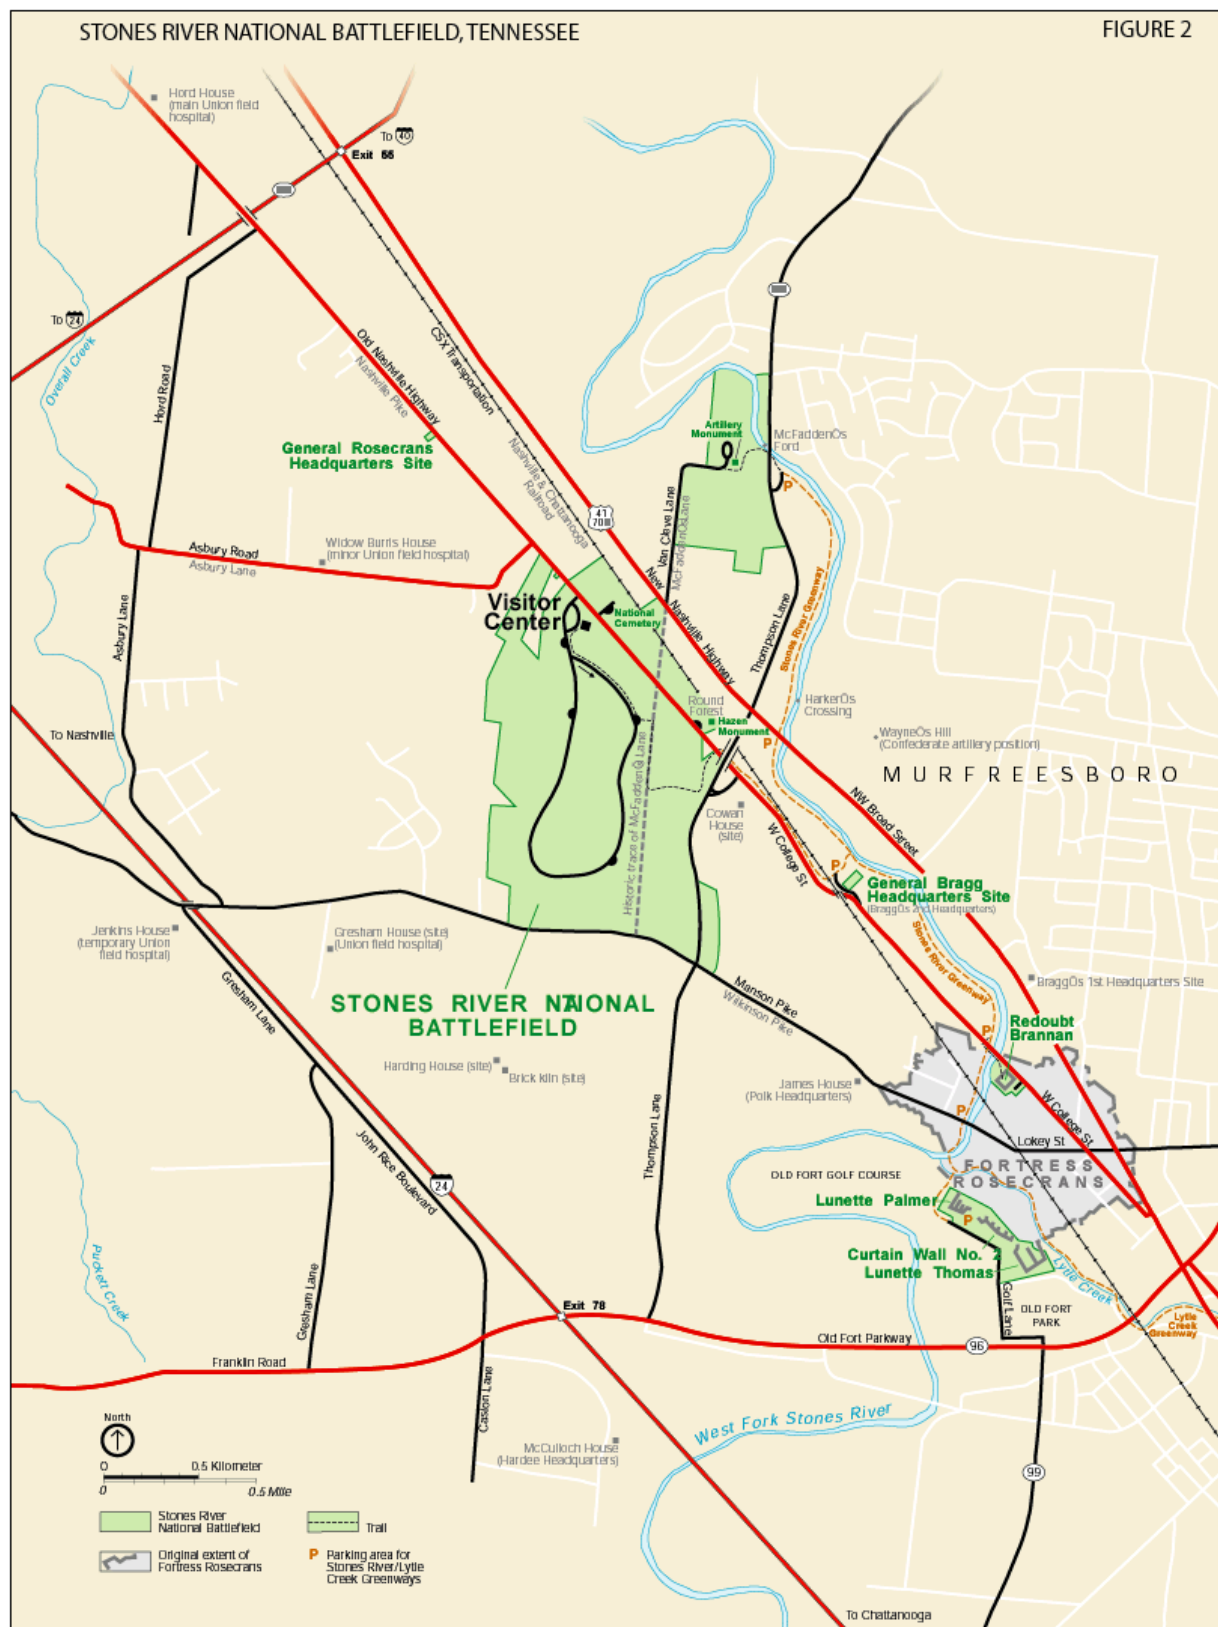 STONES RIVER NATIONAL BATTLEFIELD, TENNESSEE
FIGURE 2
Hord House
(main Union field
hospital)
To 40
Exit 66
To 24
Overall Creek
Hord Road
Old Nashville Highway
Nashville Pike
CSX Transportation
General Rosecrans
Headquarters Site
Nashville & Chattanooga
Railroad
Artillery
Monument
McFaddenÕs
Ford
P
41
70S
Van Cleve Lane
McFaddenÕs Lane
Asbury Road
Asbury Lane
Widow Burris House
(minor Union field hospital)
New Nashville Highway
Stones River Greenway
Thompson Lane
Visitor
Center
National
Cemetery
Asbury Lane
Round
Forest
Hazen
Monument
HarkerÕs
Crossing
P
WayneÕs Hill
(Confederate artillery position)
MURFREESBORO
To Nashville
Historic trace of McFaddenÕs Lane
Cowan
House
(site)
W College St
NW Broad Street
P
General Bragg
Headquarters Site
(BraggÕs 2nd Headquarters)
Jenkins House
(temporary Union
field hospital)
Gresham House (site)
(Union field hospital)
Stones River Greenway
BraggÕs 1st Headquarters Site
Gresham Lane
STONES RIVER NATIONAL
BATTLEFIELD
Manson Pike
Wilkinson Pike
Redoubt
Brannan
P
Harding House (site)
Brick kiln (site)
James House
(Polk Headquarters)
P
W College St
Lokey St
John Rice Boulevard
Thompson Lane
24
OLD FORT GOLF COURSE
FORTRESS
ROSECRANS
Lunette Palmer
P
Curtain Wall No. 2
Lunette Thomas
Lytle Creek
Puckett Creek
Gresham Lane
Exit 78
Golf Lane
OLD FORT
PARK
Lytle
Creek
Greenway
Old Fort Parkway
96
Franklin Road
Caslon Lane
West Fork Stones River
McCulloch House
(Hardee Headquarters)
99
North
0 0.5 Kilometer
0 0.5 Mile
Stones River
National Battlefield
Trail
Original extent of
Fortress Rosecrans
P Parking area for
Stones River/Lytle
Creek Greenways
To Chattanooga